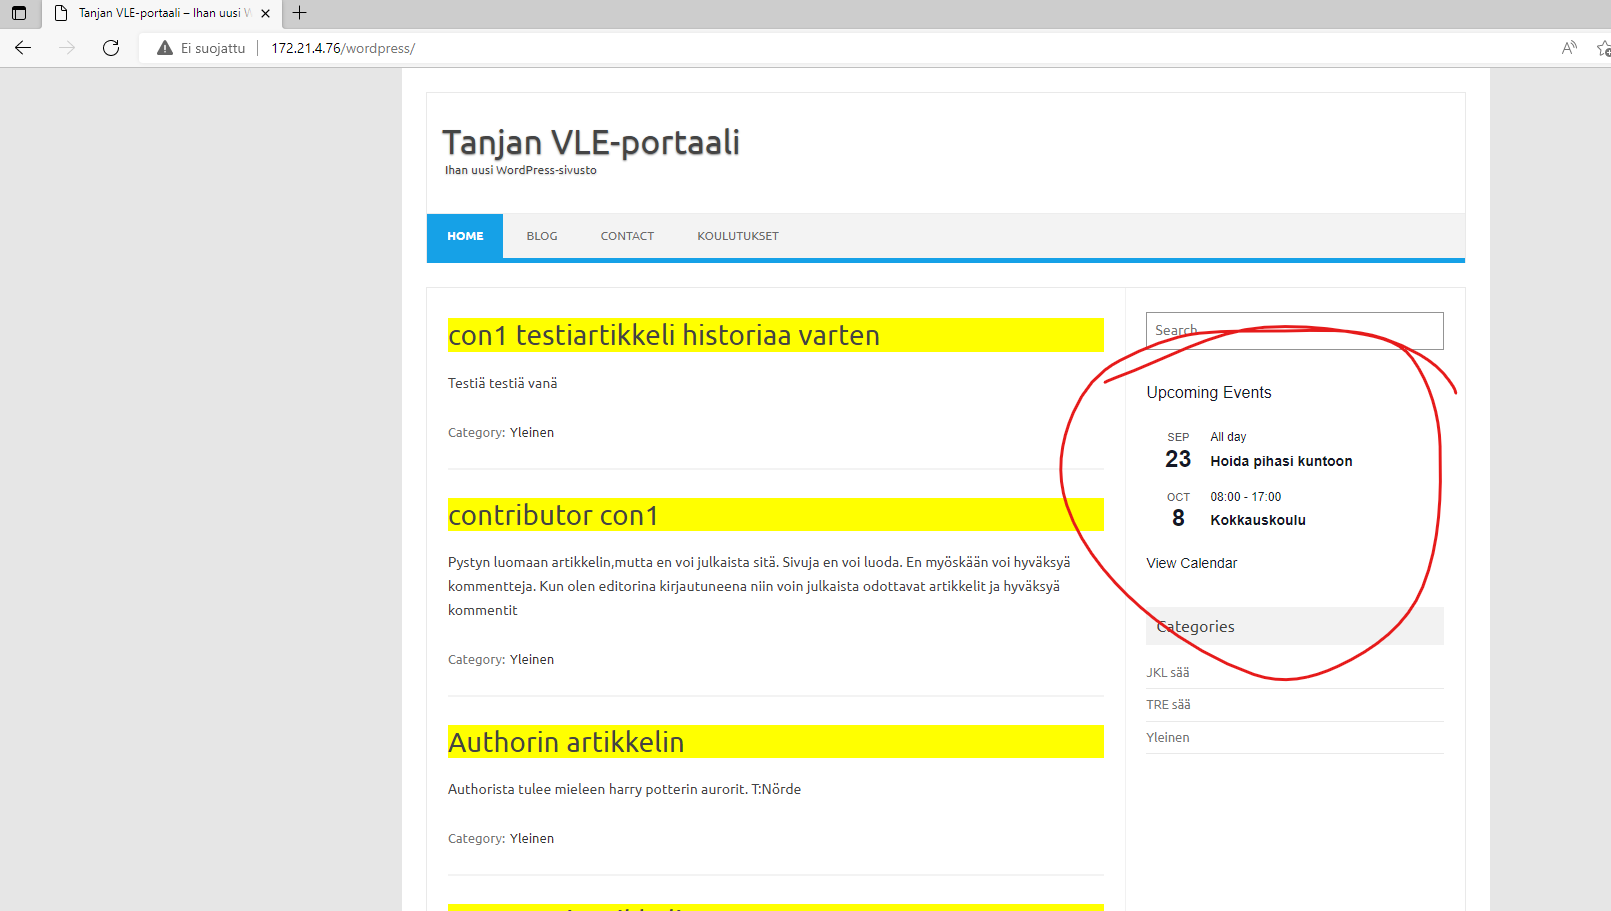 Tanjan VLE-portaali – Ihan uusi W
Ei suojattu 172.21.4.76/wordpress/
Tanjan VLE-portaali
Ihan uusi WordPress-sivusto
HOME BLOG CONTACT KOULUTUKSET
con1 testiartikkeli historiaa varten
Testiä testiä vanä
Category: Yleinen
contributor con1
Pystyn luomaan artikkelin,mutta en voi julkaista sitä. Sivuja en voi luoda. En myöskään voi hyväksyä
kommentteja. Kun olen editorina kirjautuneena niin voin julkaista odottavat artikkelit ja hyväksyä
kommentit
Category: Yleinen
Authorin artikkelin
Authorista tulee mieleen harry potterin aurorit. T:Nörde
Category: Yleinen
Search
Upcoming Events
SEP All day
23 Hoida pihasi kuntoon
OCT 08:00 - 17:00
8 Kokkauskoulu
View Calendar
Categories
JKL sää
TRE sää
Yleinen